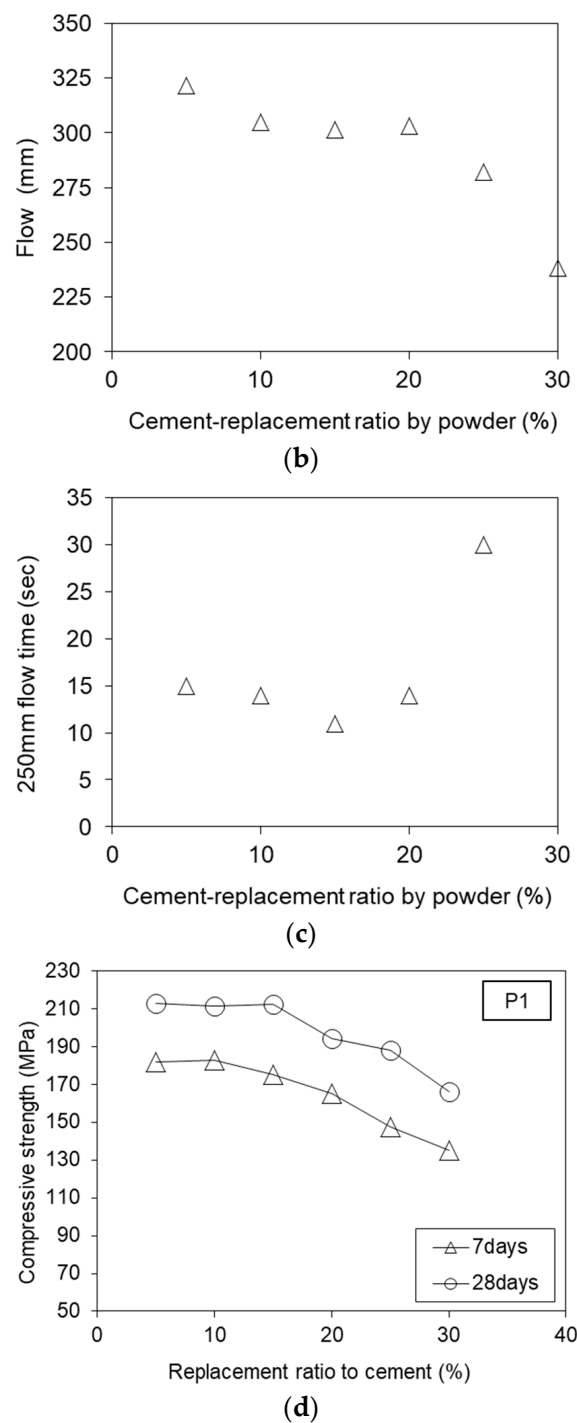 350
325
300
275
250
225
200
Flow (mm)
0 10 20 30
Cement-replacement ratio by powder (%)
(b)
35
30
25
20
15
10
5
0
250mm flow time (sec)
0 10 20 30
Cement-replacement ratio by powder (%)
(c)
230
210
190
170
150
130
110
90
70
50
Compressive strength (MPa)
P1
7days
28days
0 10 20 30 40
Replacement ratio to cement (%)
(d)